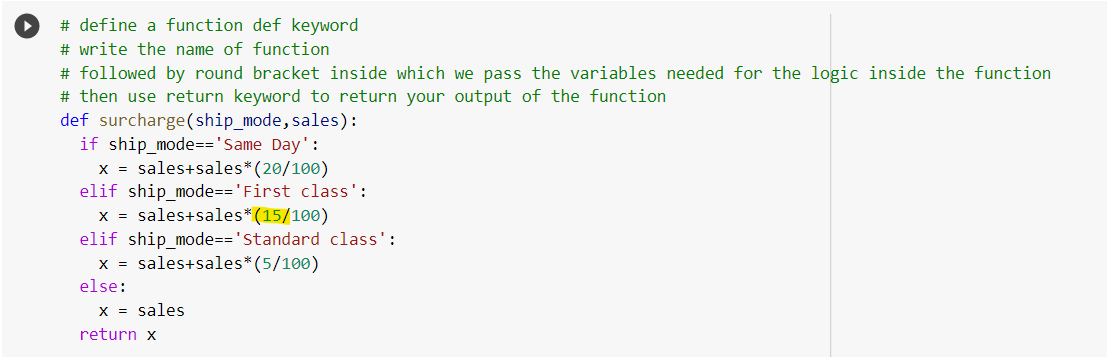 # define a function def keyword
# write the name of function
# followed by round bracket inside which we pass the variables needed for the logic inside the function
# then use return keyword to return your output of the function
def surcharge(ship_mode,sales):
  if ship_mode=='Same Day':
    x = sales+sales*(20/100)
  elif ship_mode=='First class':
    x = sales+sales*(15/100)
  elif ship_mode=='Standard class':
    x = sales+sales*(5/100)
  else:
    x = sales
  return x